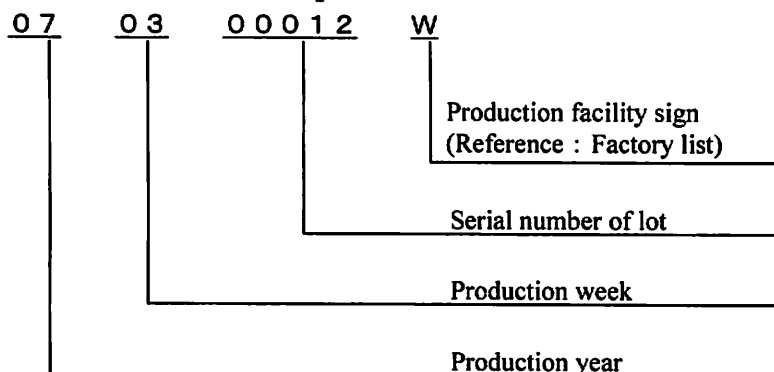 07 03 00012 W
Production facility sign
(Reference : Factory list)
Serial number of lot
Production week
Production year